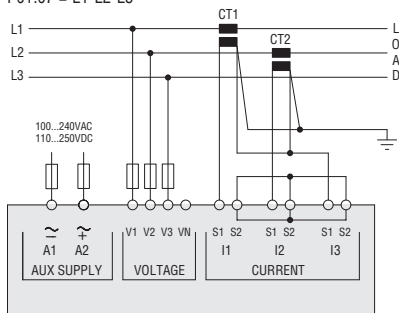 P01.07 = L1-L2-L3
CT1
L1
L
L2
CT2
O
A
L3
D
100...240VAC
110...250VDC
A1 A2
V1 V2 V3 VN
S1 S2 S1 S2 S1 S2
I1 I2 I3
AUX SUPPLY
VOLTAGE
CURRENT